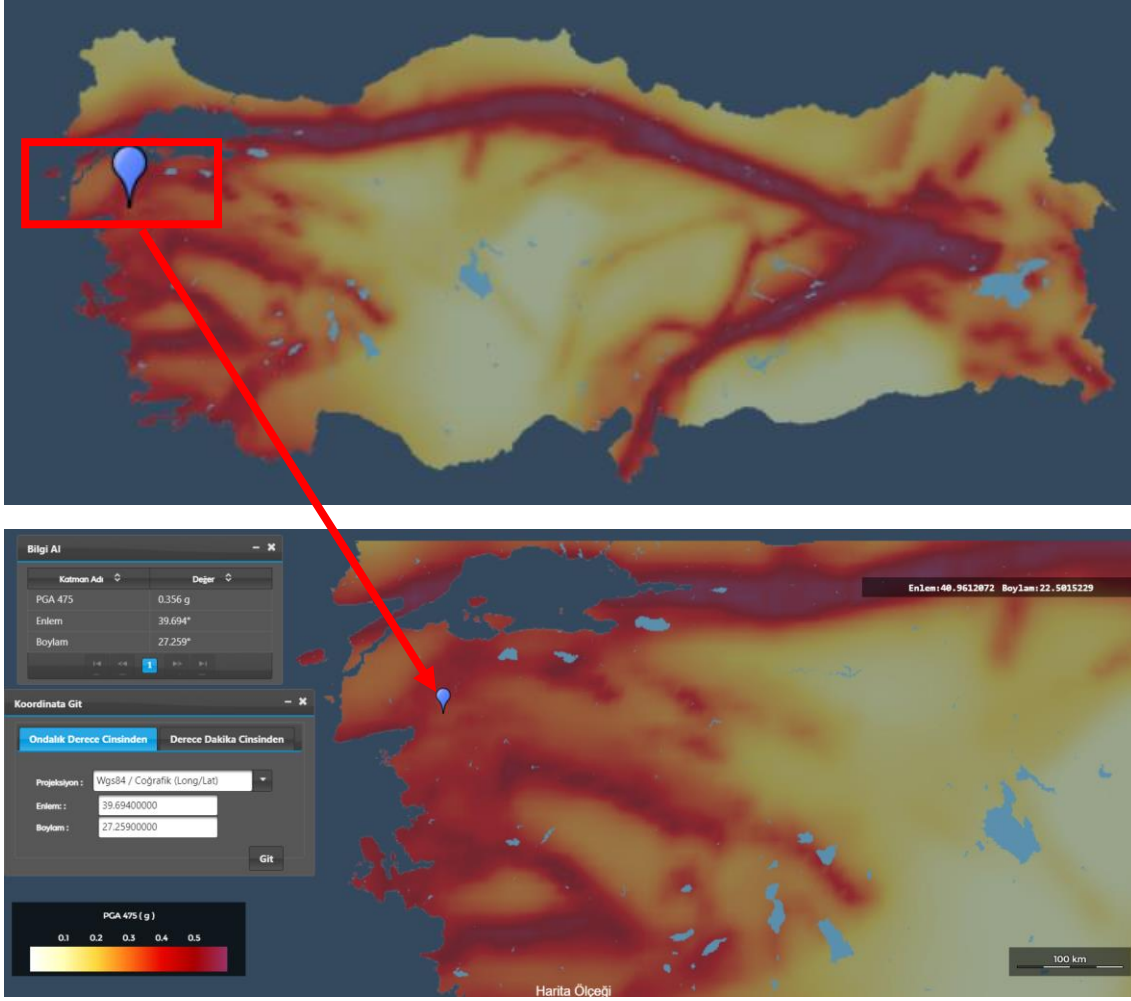 Bilgi Al
Katman Adı Değer
PGA 475 0.356 g
Enlem 39.694°
Boylam 27.259°
1
Enlem:40.9612072 Boylam:22.5015229
Koordinata Git
Ondalık Derece Cinsinden Derece Dakika Cinsinden
Projeksiyon : Wgs84 / Coğrafik (Long/Lat)
Enlem: : 39.69400000
Boylam : 27.25900000
Git
PGA 475 ( g )
0.1 0.2 0.3 0.4 0.5
100 km
Harita Ölçeği